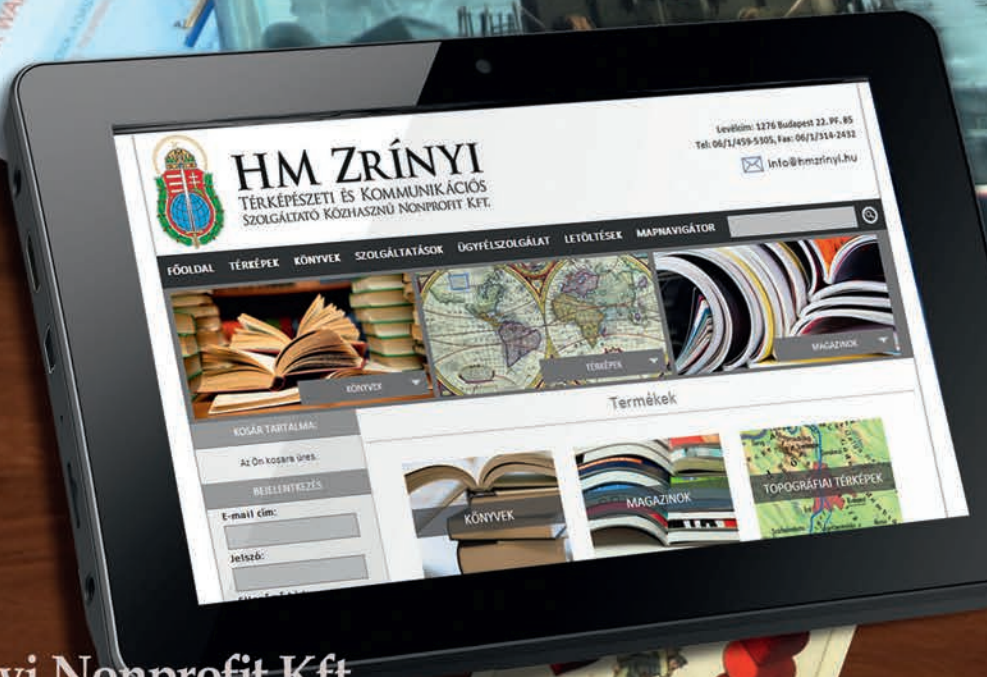 HM ZRÍNYI
TÉRKÉPÉSZETI ÉS KOMMUNIKÁCIÓS
SZOLGÁLTATÓ KÖZHASZNÚ NONPROFIT KFT.
Levélcím: 1276 Budapest 22. PF. 85
Tel: 06/1/459-5305, Fax: 06/1/314-2432
info@hmzrinyi.hu
FŐOLDAL TÉRKÉPEK KÖNYVEK SZOLGÁLTATÁSOK ÜGYFÉLSZOLGÁLAT LETÖLTÉSEK MAPNAVIGÁTOR
KÖNYVEK
TÉRKÉPEK
MAGAZINOK
KOSÁR TARTALMA:
Az Ön kosara üres.
BEJELENTKEZÉS
E-mail cím:
Jelszó:
Termékek
KÖNYVEK
MAGAZINOK
TOPOGRÁFIAI TÉRKÉPEK
Nonprofit Kft